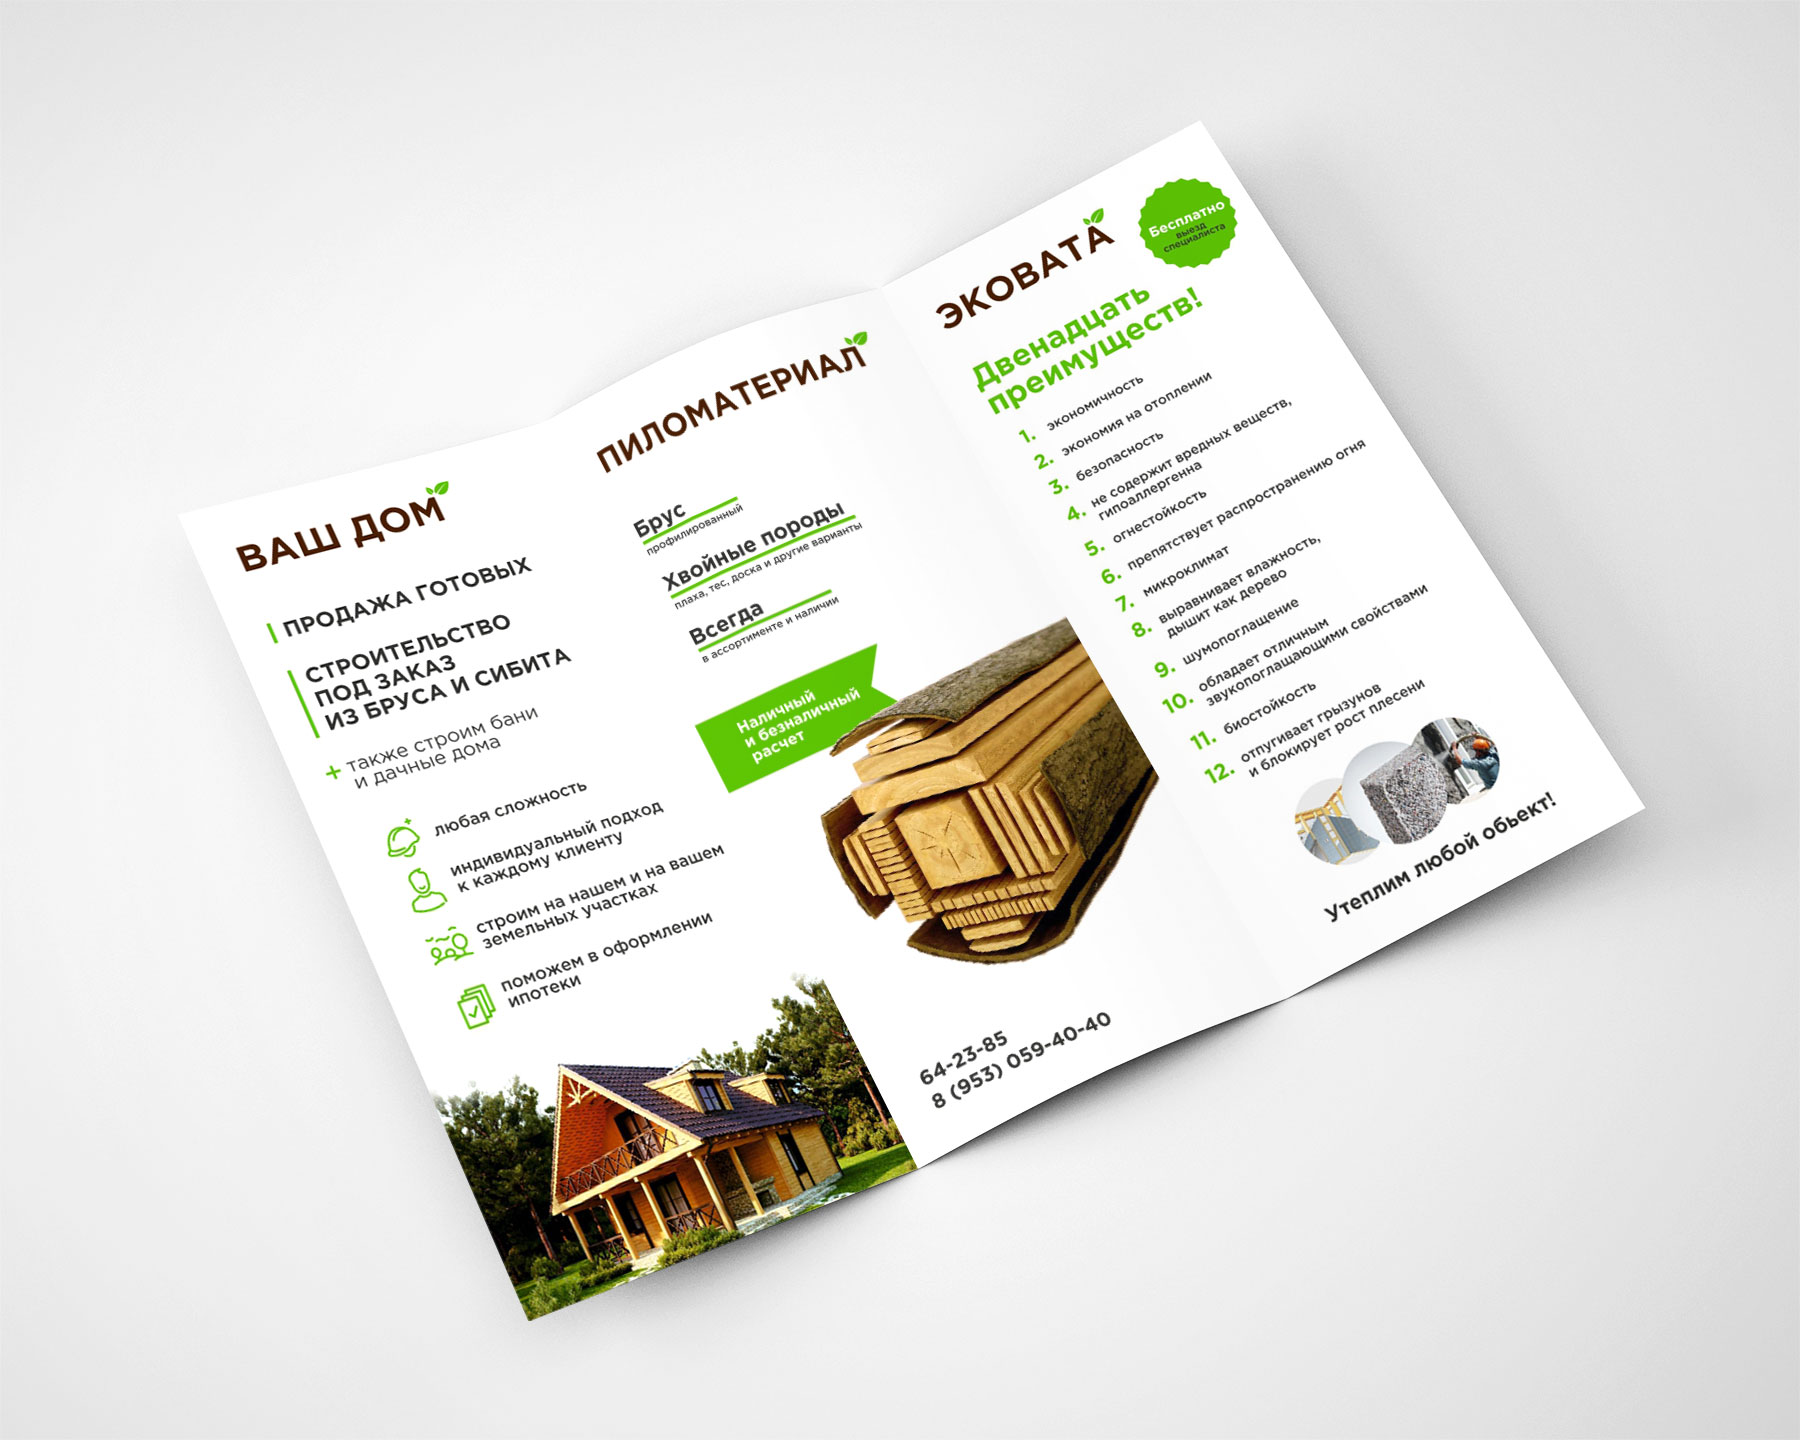 ВАШ ДОМ
ПРОДАЖА ГОТОВЫХ
СТРОИТЕЛЬСТВО
ПОД ЗАКАЗ
ИЗ БРУСА И СИБИТА
+ также строим бани
и дачные дома
любая сложность
индивидуальный подход
к каждому клиенту
строим на нашем и на вашем
земельных участках
поможем в оформлении
ипотеки
ПИЛОМАТЕРИАЛ
Брус
профилированный
Хвойные породы
плаха, тес, доска и другие варианты
Всегда
в ассортименте и наличии
Наличный
и безналичный
расчет
64-23-85
8 (953) 059-40-40
ЭКОВАТА
Бесплатно
выезд
специалиста
Двенадцать
преимуществ!
1. экономичность
2. экономия на отоплении
3. безопасность
4. не содержит вредных веществ,
гипоаллергенна
5. огнестойкость
6. препятствует распространению огня
7. микроклимат
8. выравнивает влажность,
дышит как дерево
9. шумопоглащение
10. обладает отличным
звукопоглащающими свойствами
11. биостойкость
12. отпугивает грызунов
и блокирует рост плесени
Утеплим любой обьект!